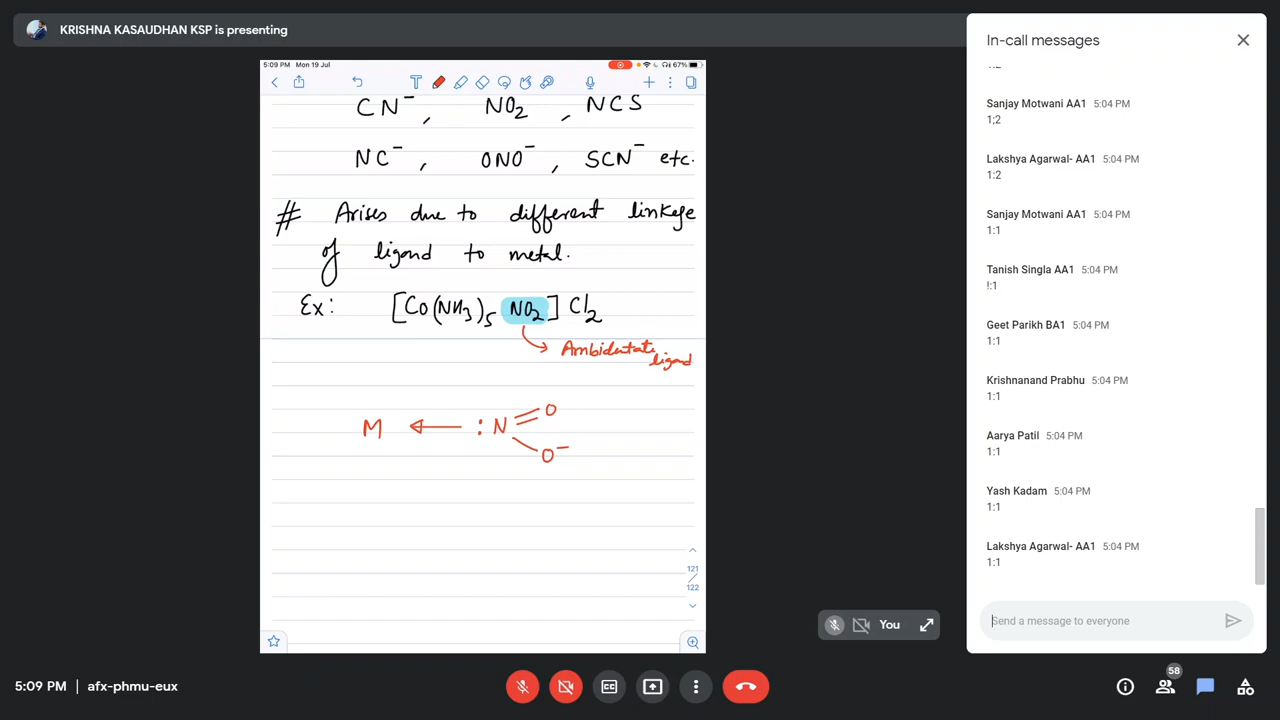 KRISHNA KASAUDHAN KSP is presenting
5:09 PM Mon 19 Jul
67%
CN⁻, NO₂, NCS
NC⁻, ONO⁻, SCN⁻ etc.
# Arises due to different linkege
of ligand to metal.
Ex: [Co(NH₃)₅ NO₂] Cl₂
Ambidentate
ligand
M ← :N = O
O⁻
121
122
You
In-call messages
Sanjay Motwani AA1 5:04 PM
1;2
Lakshya Agarwal- AA1 5:04 PM
1:2
Sanjay Motwani AA1 5:04 PM
1:1
Tanish Singla AA1 5:04 PM
!:1
Geet Parikh BA1 5:04 PM
1:1
Krishnanand Prabhu 5:04 PM
1:1
Aarya Patil 5:04 PM
1:1
Yash Kadam 5:04 PM
1:1
Lakshya Agarwal- AA1 5:04 PM
1:1
Send a message to everyone
5:09 PM | afx-phmu-eux
58